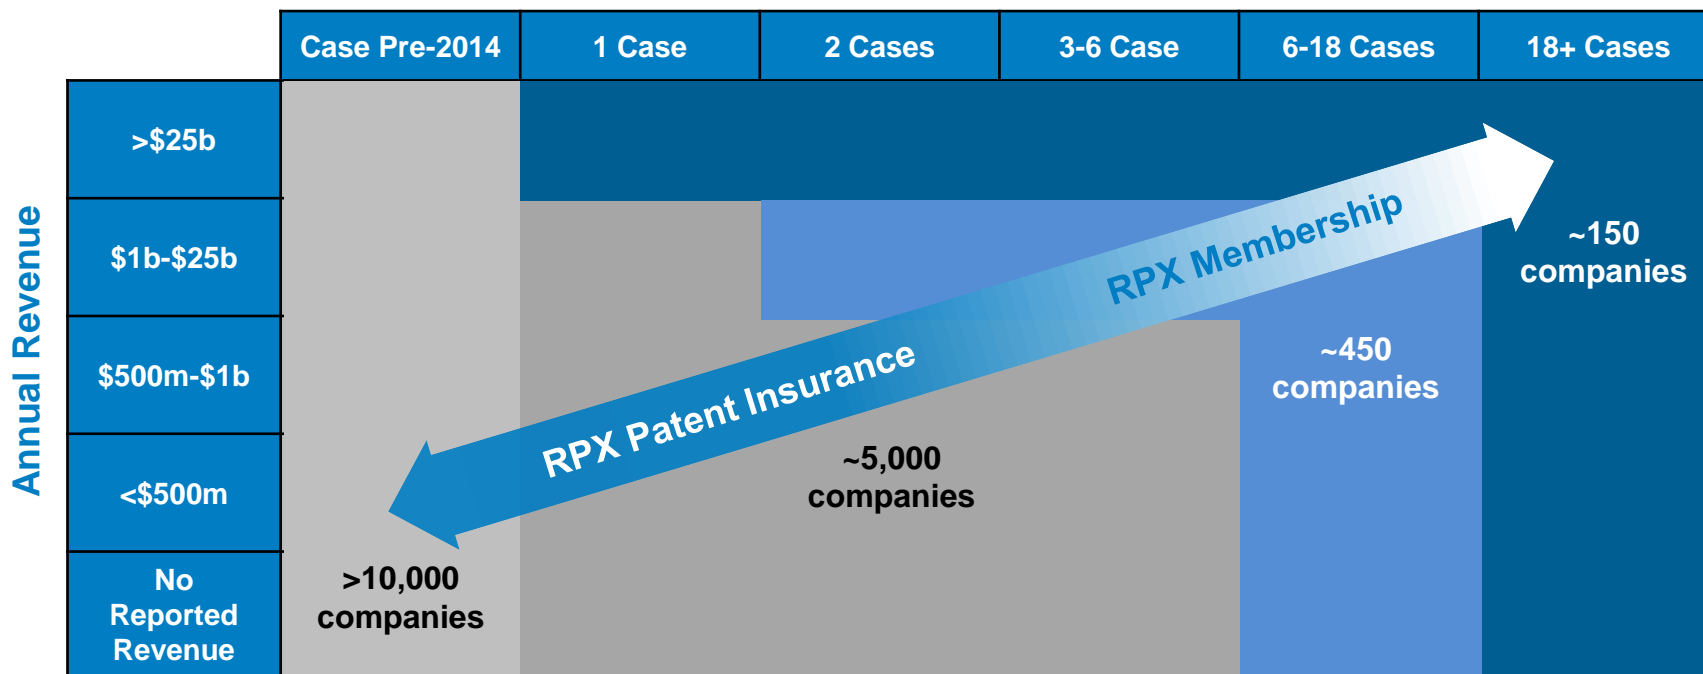 Case Pre-2014
1 Case
2 Cases
3-6 Case
6-18 Cases
18+ Cases
Annual Revenue
>$25b
$1b-$25b
$500m-$1b
<$500m
No
Reported
Revenue
RPX Patent Insurance
RPX Membership
~150
companies
~450
companies
~5,000
companies
>10,000
companies